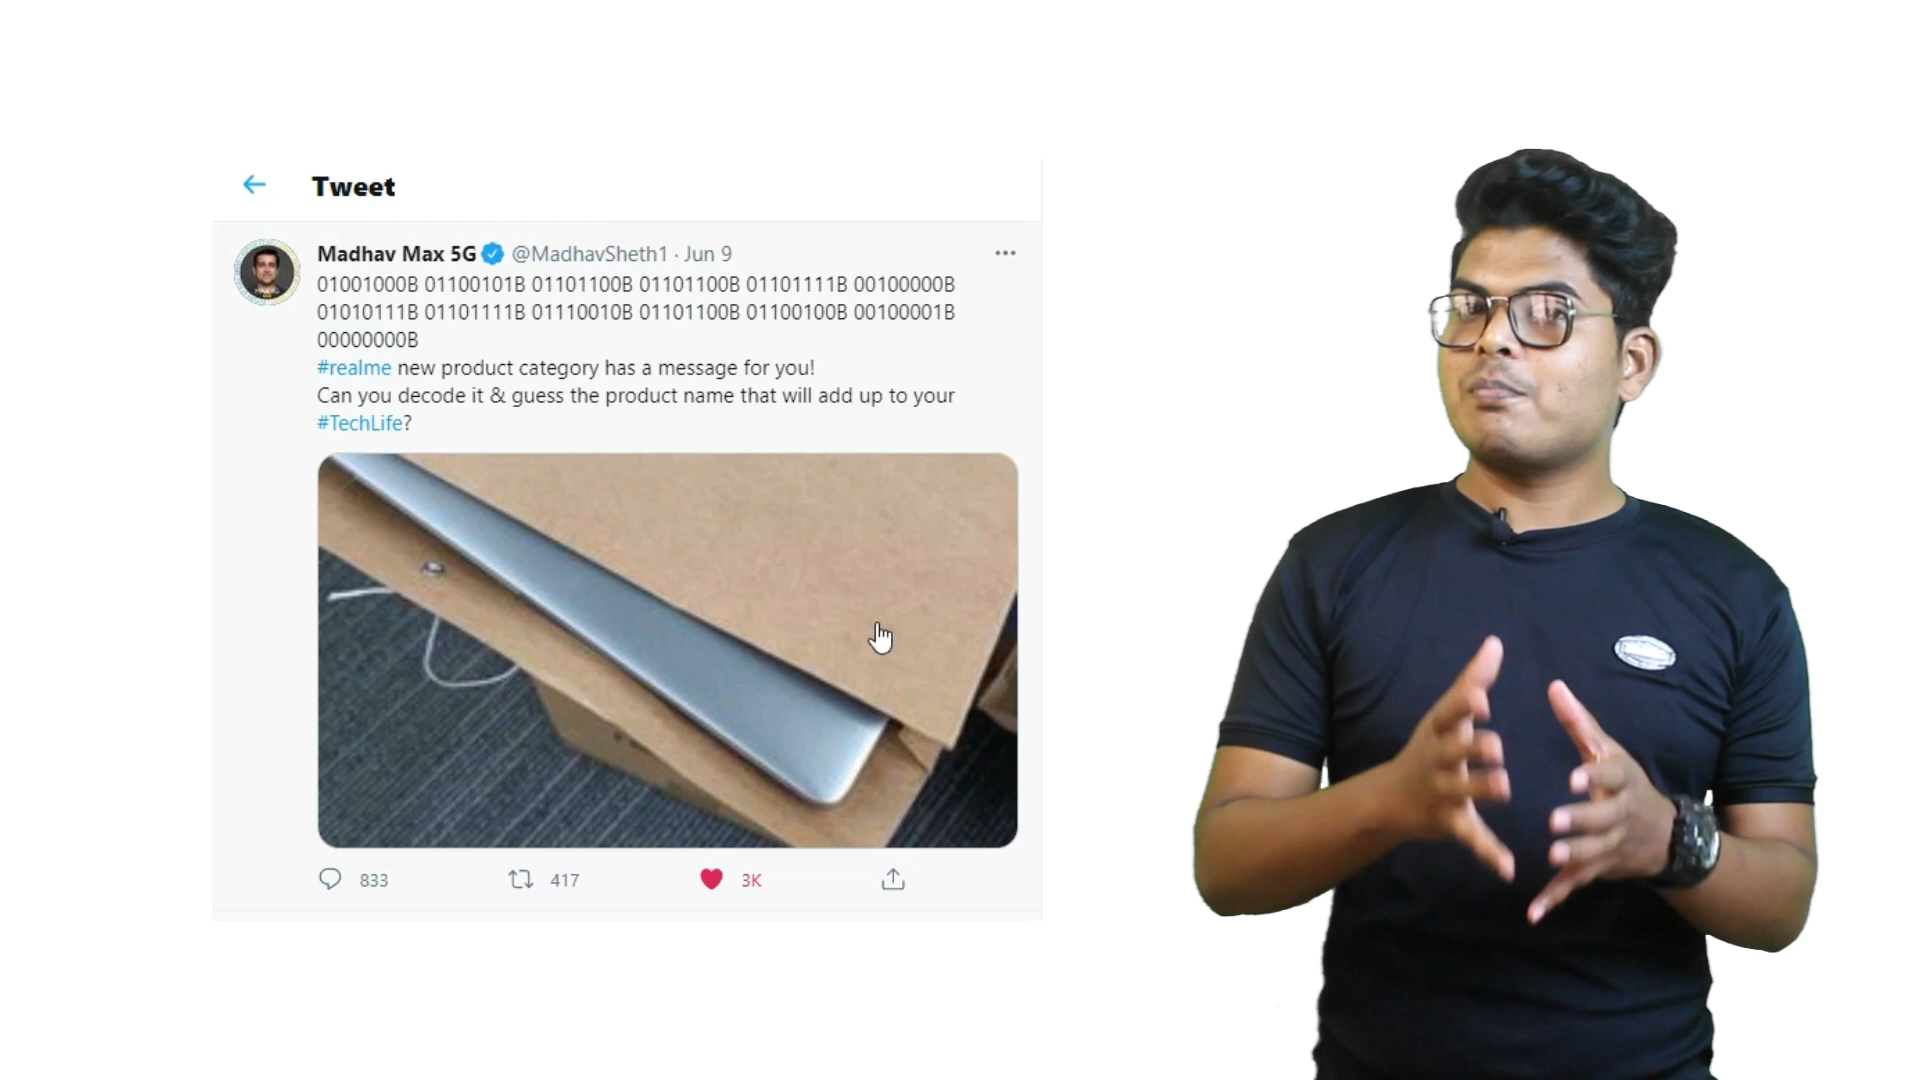 Tweet
Madhav Max 5G @MadhavSheth1 · Jun 9
01001000B 01100101B 01101100B 01101100B 01101111B 00100000B
01010111B 01101111B 01110010B 01101100B 01100100B 00100001B
00000000B
#realme new product category has a message for you!
Can you decode it & guess the product name that will add up to your
#TechLife?
833 417 3K